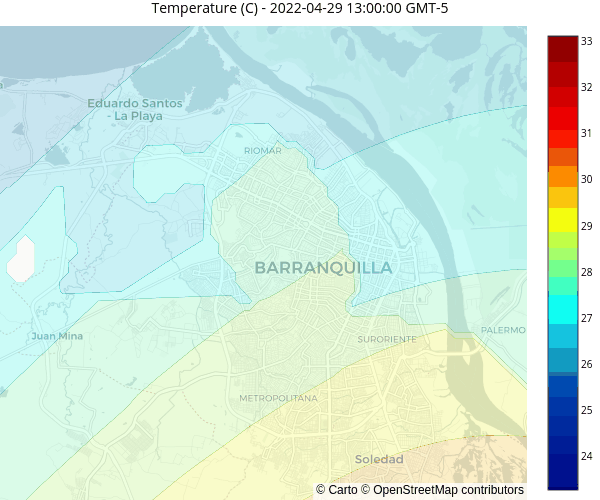 Temperature (C) - 2022-04-29 13:00:00 GMT-5
Eduardo Santos
- La Playa
RIOMAR
BARRANQUILLA
Juan Mina
SURORIENTE
PALERMO
METROPOLITANA
Soledad
© Carto © OpenStreetMap contributors
33
32
31
30
29
28
27
26
25
24